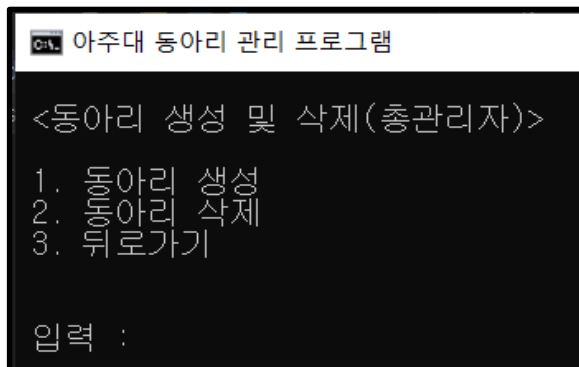 아주대 동아리 관리 프로그램
<동아리 생성 및 삭제(총관리자)>
1. 동아리 생성
2. 동아리 삭제
3. 뒤로가기
입력 :